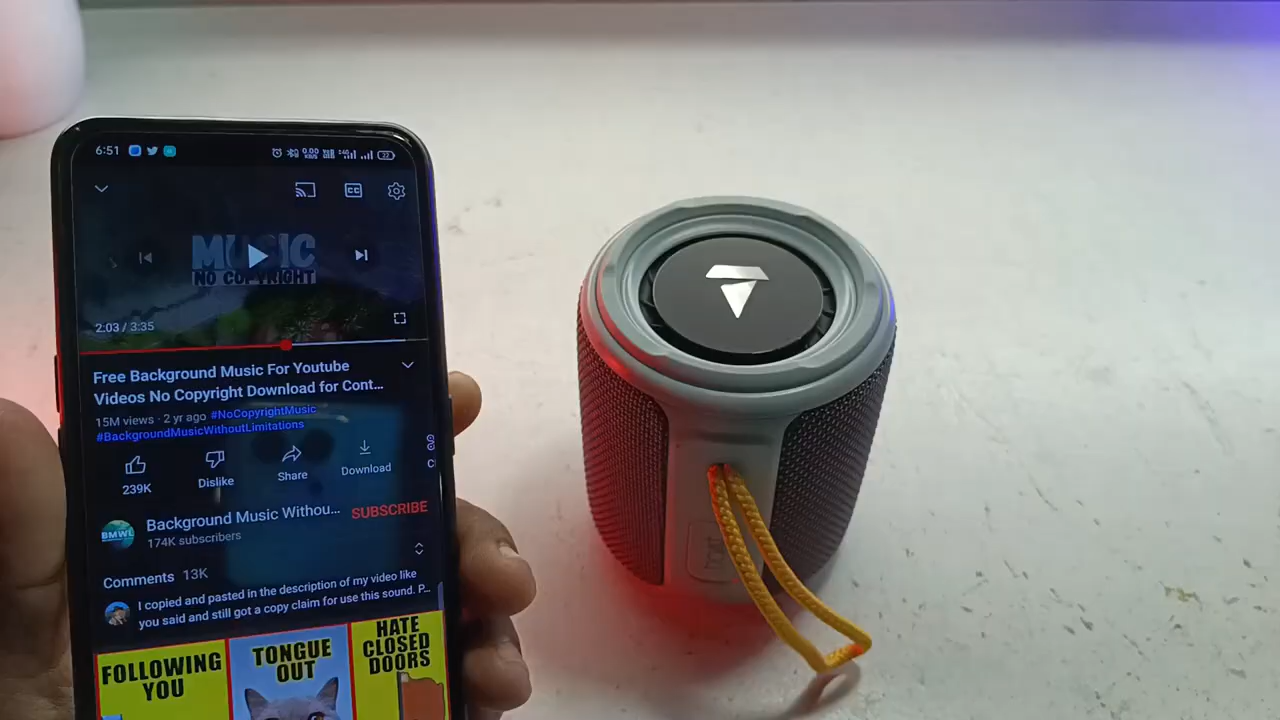 6:51
22
CC
MUSIC
NO COPYRIGHT
2:03 / 3:35
Free Background Music For Youtube
Videos No Copyright Download for Cont...
15M views · 2 yr ago #NoCopyrightMusic
#BackgroundMusicWithoutLimitations
239K
Dislike
Share
Download
BMWL
Background Music Withou...
SUBSCRIBE
174K subscribers
Comments 13K
I copied and pasted in the description of my video like
you said and still got a copy claim for use this sound. P...
FOLLOWING
YOU
TONGUE
OUT
HATE
CLOSED
DOORS